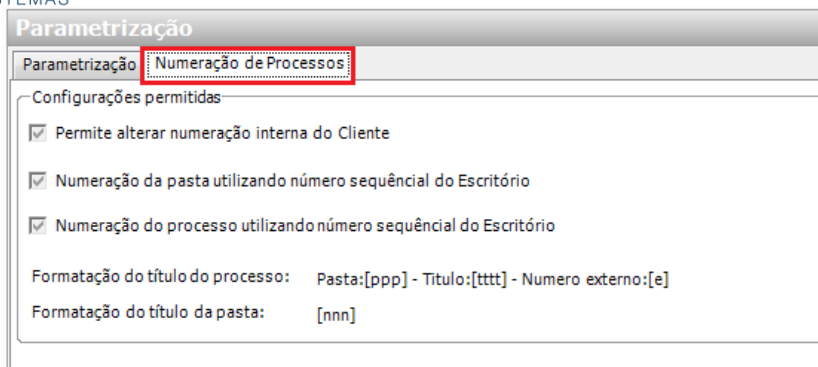 STEMAS
Parametrização
Parametrização
Numeração de Processos
Configurações permitidas
Permite alterar numeração interna do Cliente
Numeração da pasta utilizando número sequêncial do Escritório
Numeração do processo utilizando número sequêncial do Escritório
Formatação do título do processo: Pasta:[ppp] - Titulo:[tttt] - Numero externo:[e]
Formatação do título da pasta: [nnn]